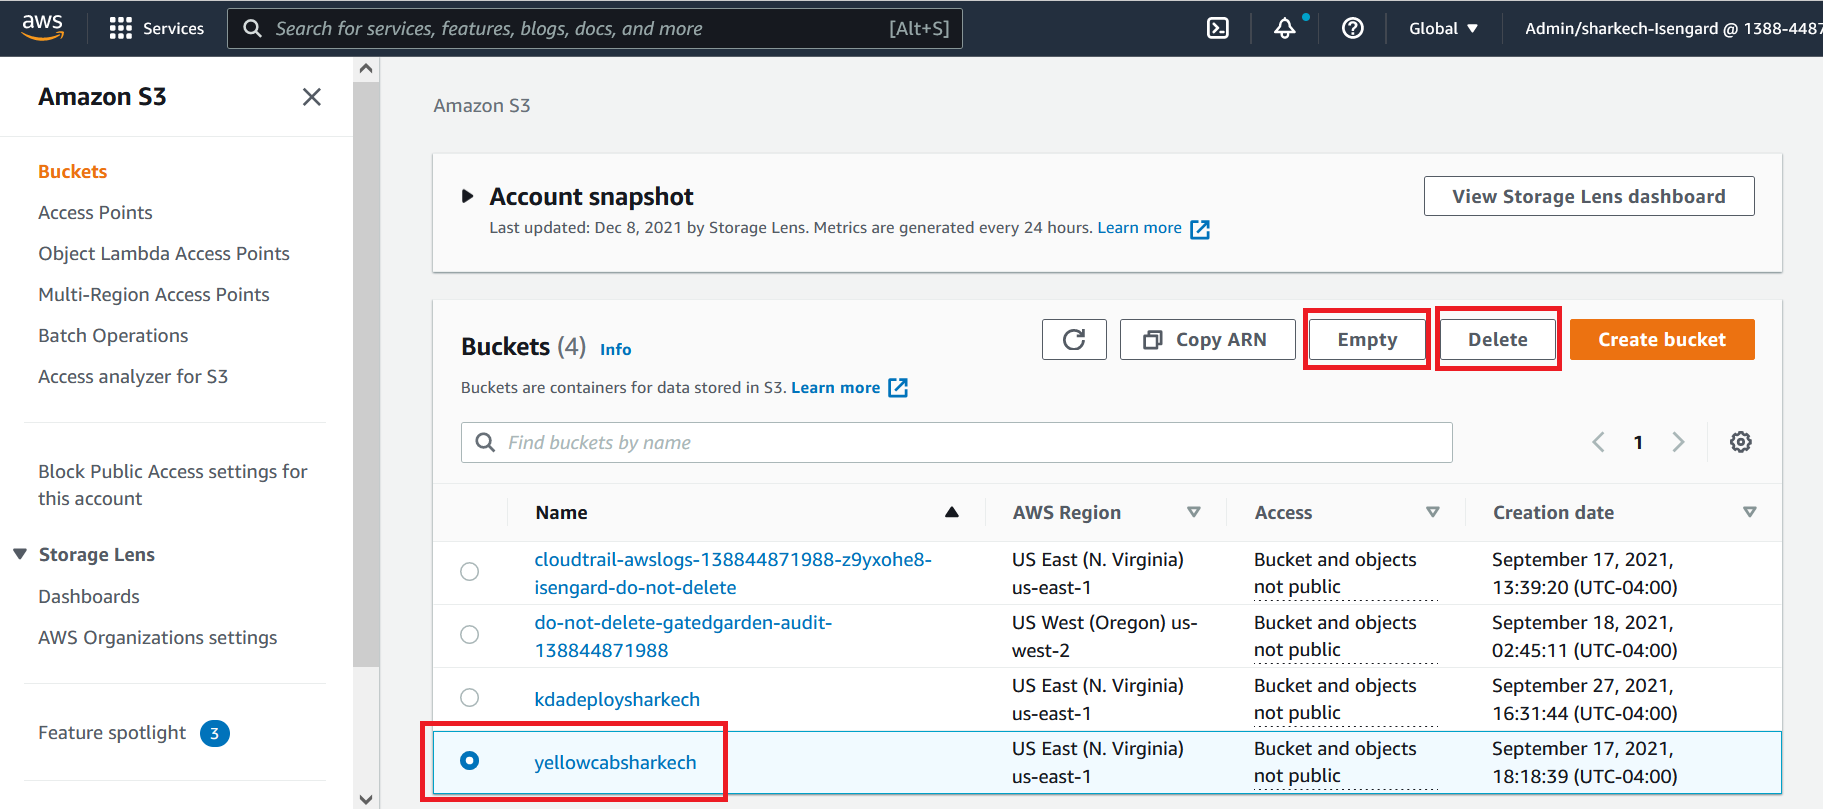 aws
Services
Search for services, features, blogs, docs, and more
[Alt+S]
Global
Admin/sharkech-Isengard @ 1388-4487
Amazon S3
Buckets
Access Points
Object Lambda Access Points
Multi-Region Access Points
Batch Operations
Access analyzer for S3
Block Public Access settings for
this account
Storage Lens
Dashboards
AWS Organizations settings
Feature spotlight 3
Amazon S3
Account snapshot
Last updated: Dec 8, 2021 by Storage Lens. Metrics are generated every 24 hours. Learn more
View Storage Lens dashboard
Buckets (4) Info
Copy ARN
Empty
Delete
Create bucket
Buckets are containers for data stored in S3. Learn more
Find buckets by name
1
Name
AWS Region
Access
Creation date
cloudtrail-awslogs-138844871988-z9yxohe8-
isengard-do-not-delete
US East (N. Virginia)
us-east-1
Bucket and objects
not public
September 17, 2021,
13:39:20 (UTC-04:00)
do-not-delete-gatedgarden-audit-
138844871988
US West (Oregon) us-
west-2
Bucket and objects
not public
September 18, 2021,
02:45:11 (UTC-04:00)
kdadeploysharkech
US East (N. Virginia)
us-east-1
Bucket and objects
not public
September 27, 2021,
16:31:44 (UTC-04:00)
yellowcabsharkech
US East (N. Virginia)
us-east-1
Bucket and objects
not public
September 17, 2021,
18:18:39 (UTC-04:00)